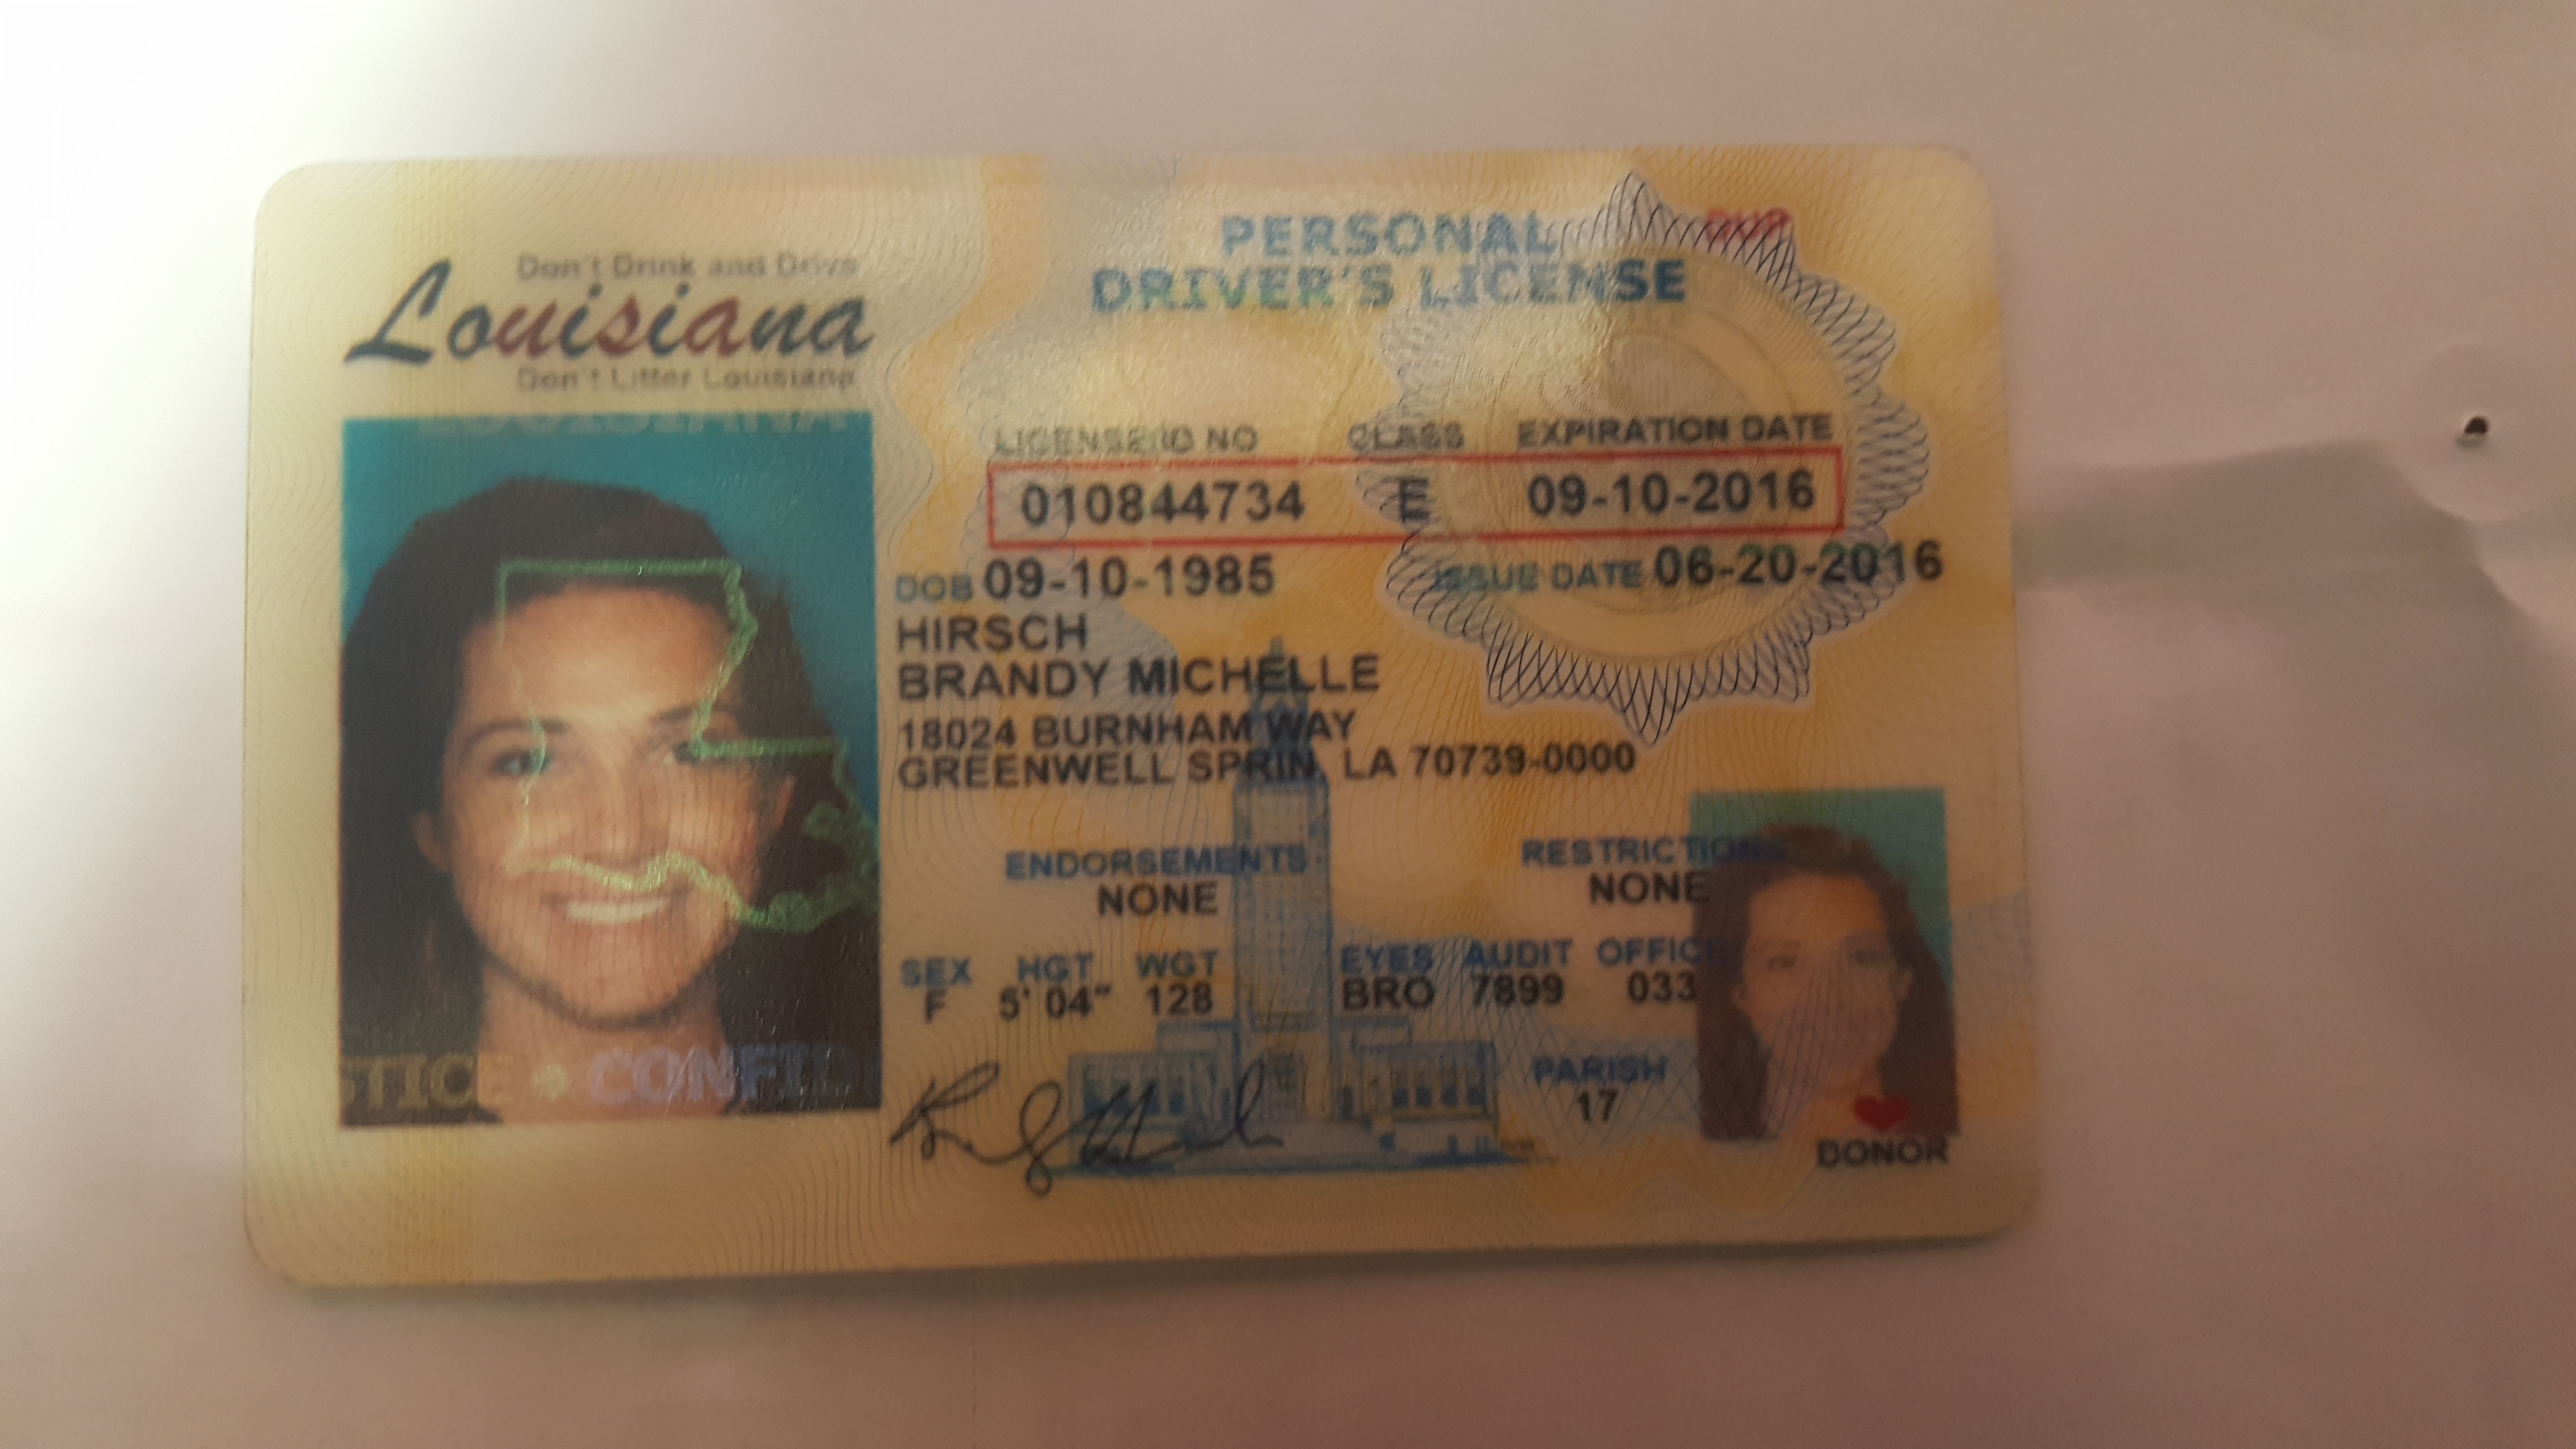 Don't Drink and Drive
Louisiana
Don't Litter Louisiana
PERSONAL
DRIVER'S LICENSE
DUP
LICENSE/ID NO CLASS EXPIRATION DATE
010844734 E 09-10-2016
DOB 09-10-1985 ISSUE DATE 06-20-2016
HIRSCH
BRANDY MICHELLE
18024 BURNHAM WAY
GREENWELL SPRIN, LA 70739-0000
ENDORSEMENTS RESTRICTIONS
NONE NONE
SEX HGT WGT EYES AUDIT OFFIC
F 5' 04" 128 BRO 7899 033
STICE CONFID
PARISH
17
DONOR